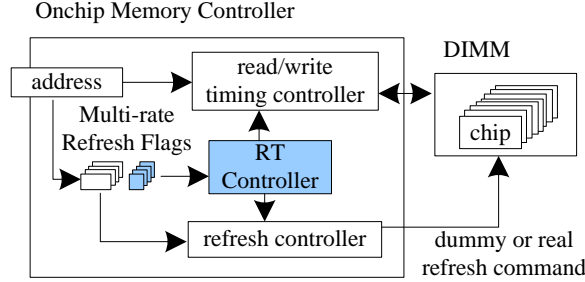 Onchip Memory Controller
DIMM
address
read/write
timing controller
Multi-rate
Refresh Flags
chip
RT
Controller
refresh controller
dummy or real
refresh command